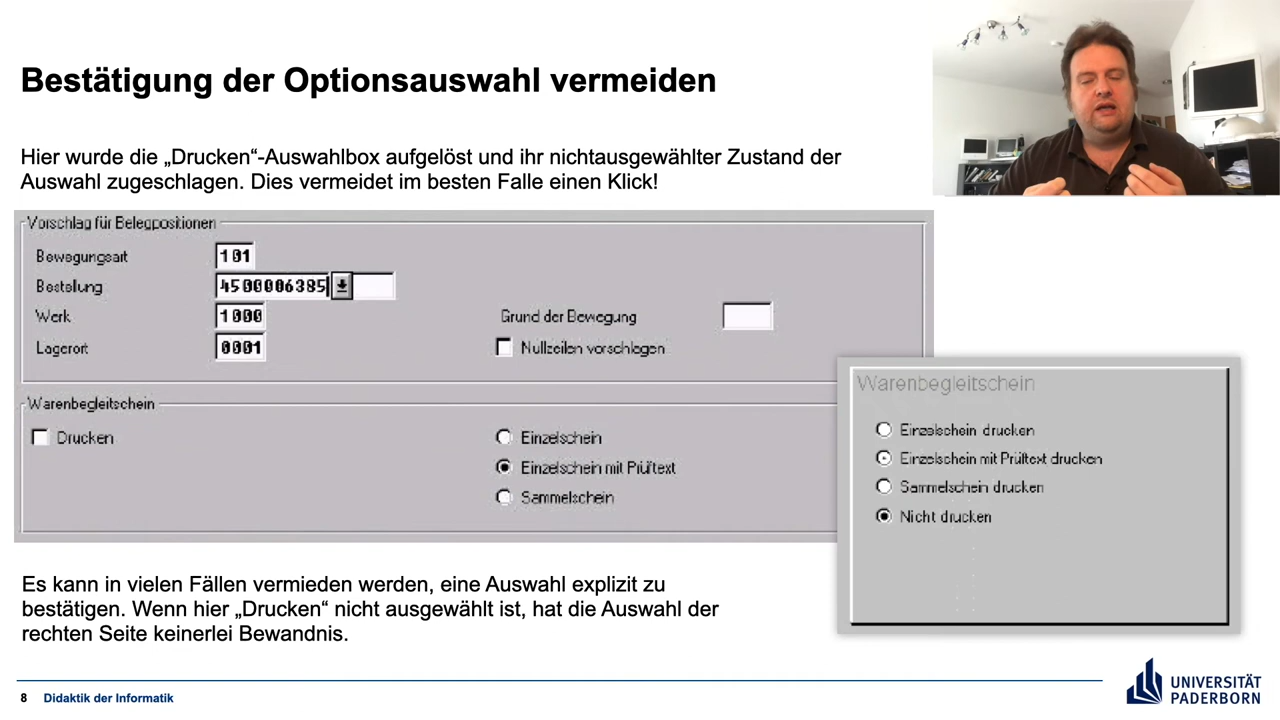 Bestätigung der Optionsauswahl vermeiden
Hier wurde die „Drucken“-Auswahlbox aufgelöst und ihr nichtausgewählter Zustand der
Auswahl zugeschlagen. Dies vermeidet im besten Falle einen Klick!
Vorschlag für Belegpositionen
Bewegungsart 101
Bestellung 4500006385
Werk 1000 Grund der Bewegung
Lagerort 0001 Nullzeilen vorschlagen
Warenbegleitschein
Drucken Einzelschein
Einzelschein mit Prüftext
Sammelschein
Warenbegleitschein
Einzelschein drucken
Einzelschein mit Prüftext drucken
Sammelschein drucken
Nicht drucken
Es kann in vielen Fällen vermieden werden, eine Auswahl explizit zu
bestätigen. Wenn hier „Drucken“ nicht ausgewählt ist, hat die Auswahl der
rechten Seite keinerlei Bewandnis.
8 Didaktik der Informatik
UNIVERSITÄT
PADERBORN